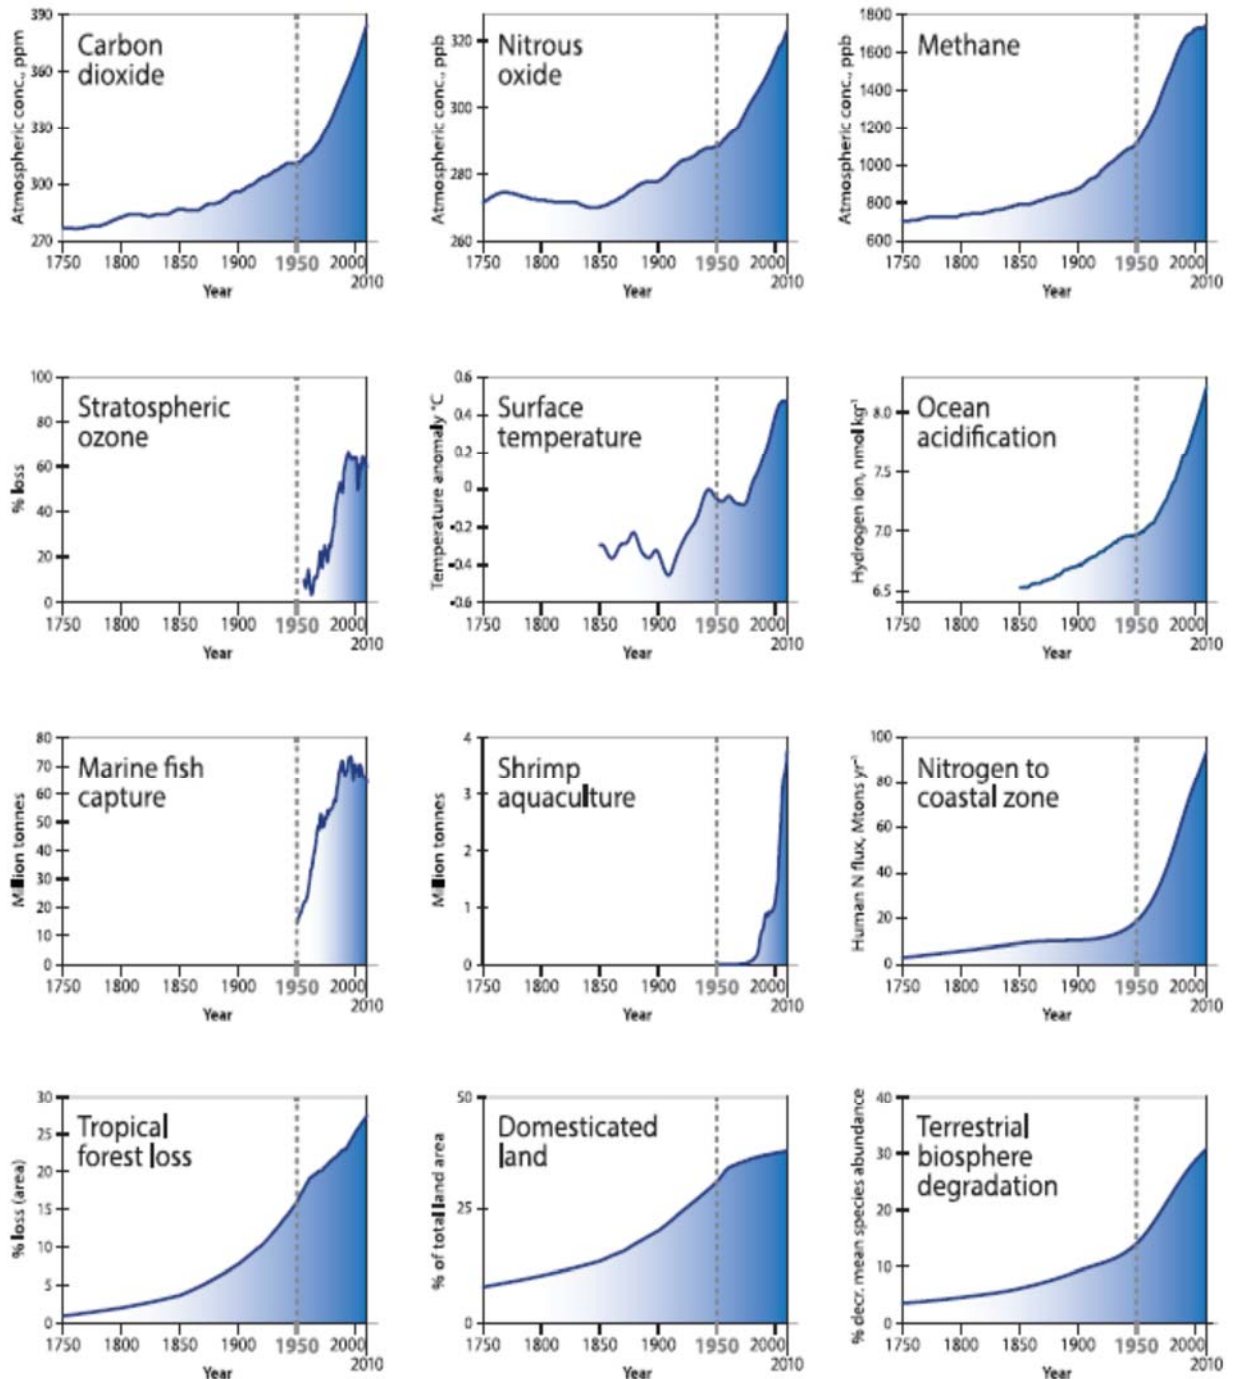 Carbon
dioxide
Atmospheric conc., ppm
390
360
330
300
270
1750 1800 1850 1900 1950 2000
2010
Year
Nitrous
oxide
Atmospheric conc., ppb
320
300
280
260
1750 1800 1850 1900 1950 2000
2010
Year
Methane
Atmospheric conc., ppb
1800
1600
1400
1200
1000
800
600
1750 1800 1850 1900 1950 2000
2010
Year
Stratospheric
ozone
% loss
100
80
60
40
20
0
1750 1800 1850 1900 1950 2000
2010
Year
Surface
temperature
Temperature anomaly °C
0.6
0.4
0.2
0
-0.2
-0.4
-0.6
1750 1800 1850 1900 1950 2000
2010
Year
Ocean
acidification
Hydrogen ion, nmol kg⁻¹
8.0
7.5
7.0
6.5
1750 1800 1850 1900 1950 2000
2010
Year
Marine fish
capture
Million tonnes
80
70
60
50
40
30
20
10
0
1750 1800 1850 1900 1950 2000
2010
Year
Shrimp
aquaculture
Million tonnes
4
3
2
1
0
1750 1800 1850 1900 1950 2000
2010
Year
Nitrogen to
coastal zone
Human N flux, Mtons yr⁻¹
100
80
60
40
20
0
1750 1800 1850 1900 1950 2000
2010
Year
Tropical
forest loss
% loss (area)
30
25
20
15
10
5
0
1750 1800 1850 1900 1950 2000
2010
Year
Domesticated
land
% of total land area
50
25
0
1750 1800 1850 1900 1950 2000
2010
Year
Terrestrial
biosphere
degradation
% decr. mean species abundance
40
30
20
10
0
1750 1800 1850 1900 1950 2000
2010
Year